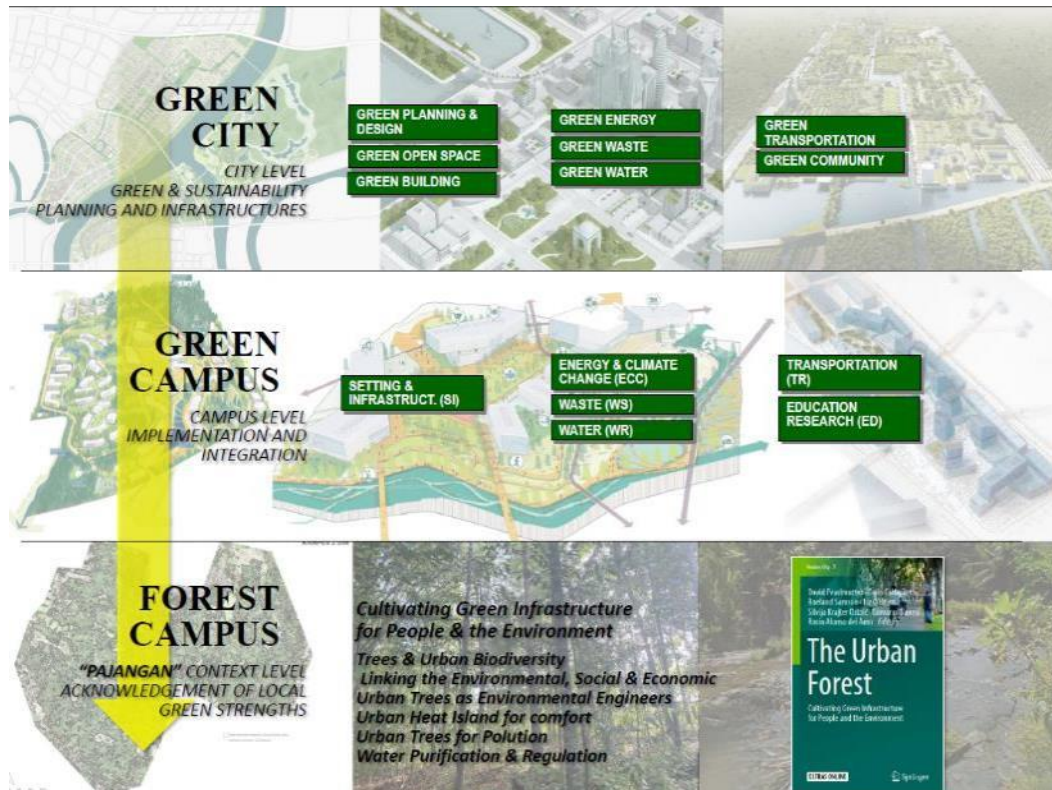 GREEN
CITY
CITY LEVEL
GREEN & SUSTAINABILITY
PLANNING AND INFRASTRUCTURES
GREEN PLANNING &
DESIGN
GREEN OPEN SPACE
GREEN BUILDING
GREEN ENERGY
GREEN WASTE
GREEN WATER
GREEN
TRANSPORTATION
GREEN COMMUNITY
GREEN
CAMPUS
CAMPUS LEVEL
IMPLEMENTATION AND
INTEGRATION
SETTING &
INFRASTRUCT. (SI)
ENERGY & CLIMATE
CHANGE (ECC)
WASTE (WS)
WATER (WR)
TRANSPORTATION
(TR)
EDUCATION
RESEARCH (ED)
FOREST
CAMPUS
“PAJANGAN” CONTEXT LEVEL
ACKNOWLEDGEMENT OF LOCAL
GREEN STRENGTHS
Cultivating Green Infrastructure
for People & the Environment
Trees & Urban Biodiversity
Linking the Environmental, Social & Economic
Urban Trees as Environmental Engineers
Urban Heat Island for comfort
Urban Trees for Polution
Water Purification & Regulation
The Urban
Forest
Cultivating Green Infrastructure
for People and the Environment
EXTRAS ONLINE
Springer